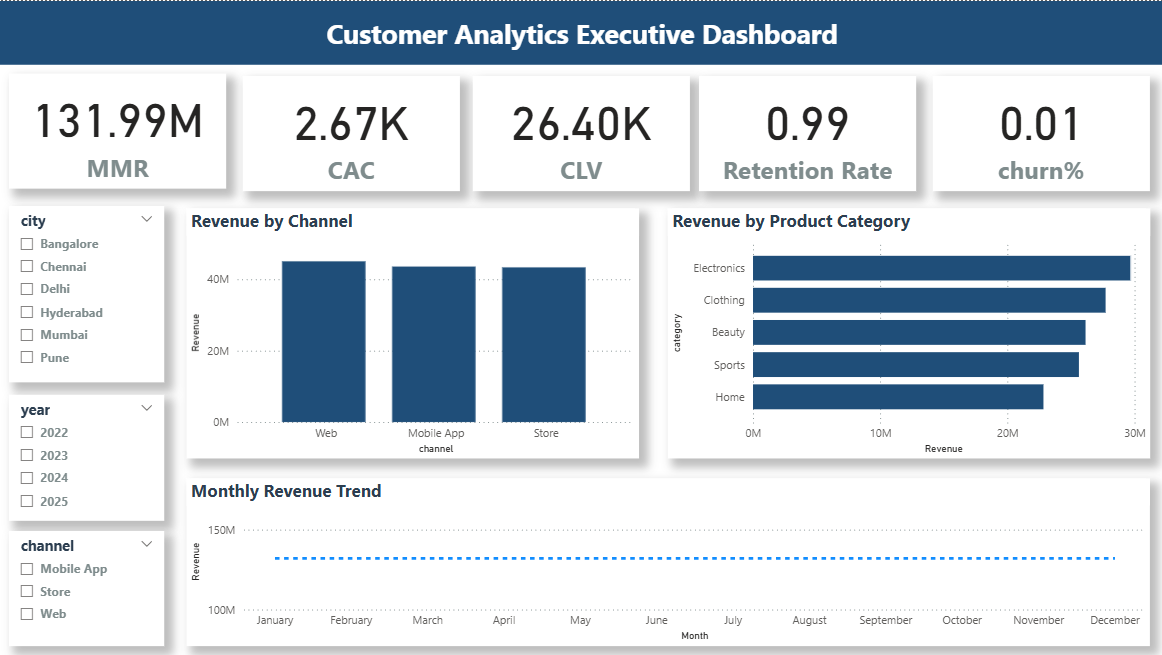 Customer Analytics Executive Dashboard
131.99M
MMR
2.67K
CAC
26.40K
CLV
0.99
Retention Rate
0.01
churn%
city
Bangalore
Chennai
Delhi
Hyderabad
Mumbai
Pune
year
2022
2023
2024
2025
channel
Mobile App
Store
Web
Revenue by Channel
Revenue
40M
20M
0M
Web Mobile App Store
channel
Revenue by Product Category
category
Electronics
Clothing
Beauty
Sports
Home
0M 10M 20M 30M
Revenue
Monthly Revenue Trend
Revenue
150M
100M
January February March April May June July August September October November December
Month